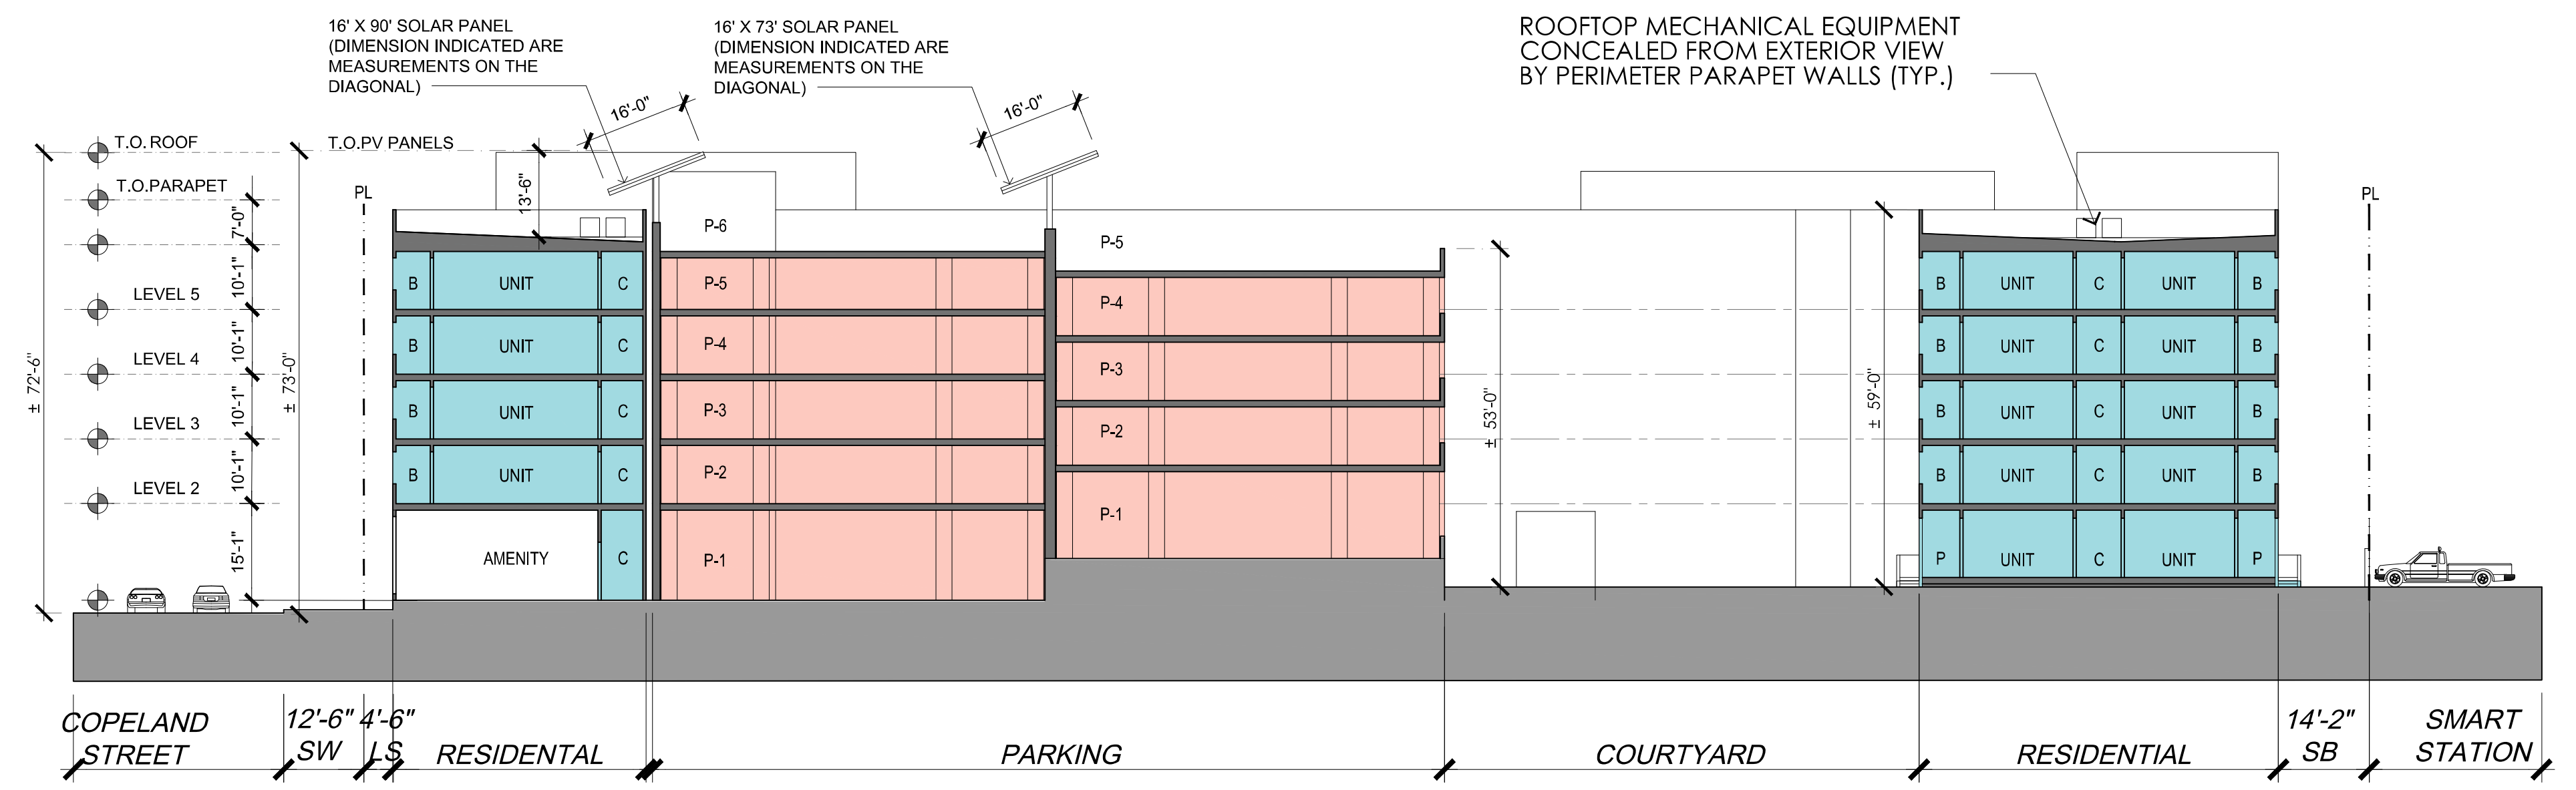 16' X 90' SOLAR PANEL
(DIMENSION INDICATED ARE
MEASUREMENTS ON THE
DIAGONAL)
16' X 73' SOLAR PANEL
(DIMENSION INDICATED ARE
MEASUREMENTS ON THE
DIAGONAL)
ROOFTOP MECHANICAL EQUIPMENT
CONCEALED FROM EXTERIOR VIEW
BY PERIMETER PARAPET WALLS (TYP.)
16'-0"
16'-0"
T.O. ROOF
T.O.PV PANELS
T.O.PARAPET
PL
PL
13'-6"
7'-0"
P-6
P-5
LEVEL 5
10'-1"
B UNIT C
P-5
P-4
B UNIT C UNIT B
LEVEL 4
10'-1"
B UNIT C
P-4
P-3
B UNIT C UNIT B
± 72'-6"
± 73'-0"
± 53'-0"
± 59'-0"
LEVEL 3
10'-1"
B UNIT C
P-3
P-2
B UNIT C UNIT B
LEVEL 2
10'-1"
B UNIT C
P-2
P-1
B UNIT C UNIT B
15'-1"
AMENITY C
P-1
P UNIT C UNIT P
COPELAND
STREET
12'-6"
SW
4'-6"
LS
RESIDENTAL
PARKING
COURTYARD
RESIDENTIAL
14'-2"
SB
SMART
STATION